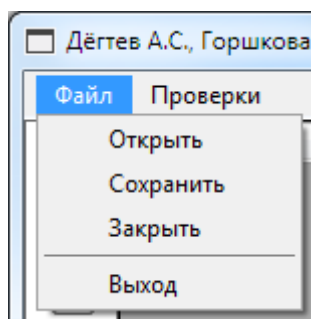 Дёгтев А.С., Горшкова
Файл Проверки
Открыть
Сохранить
Закрыть
Выход